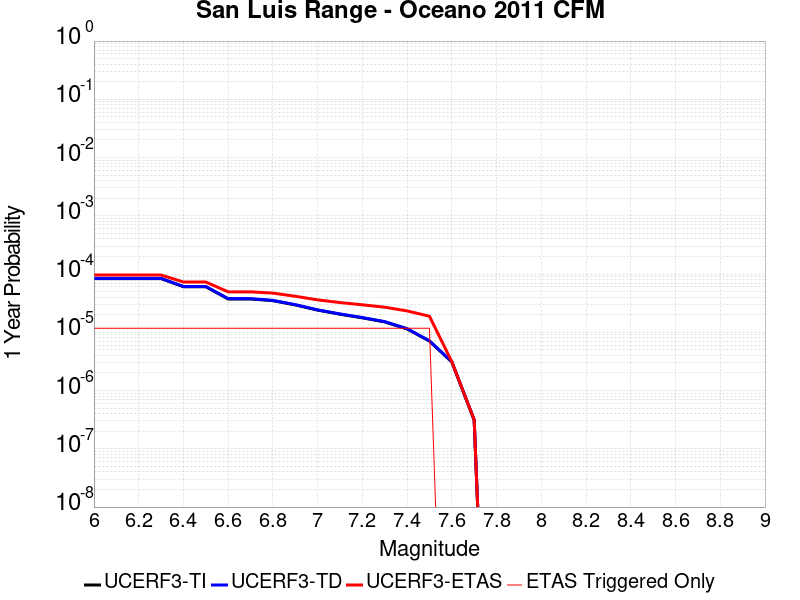 San Luis Range - Oceano 2011 CFM
10^0
10^-1
10^-2
10^-3
10^-4
10^-5
10^-6
10^-7
10^-8
1 Year Probability
6 6.2 6.4 6.6 6.8 7 7.2 7.4 7.6 7.8 8 8.2 8.4 8.6 8.8 9
Magnitude
UCERF3-TI UCERF3-TD UCERF3-ETAS ETAS Triggered Only